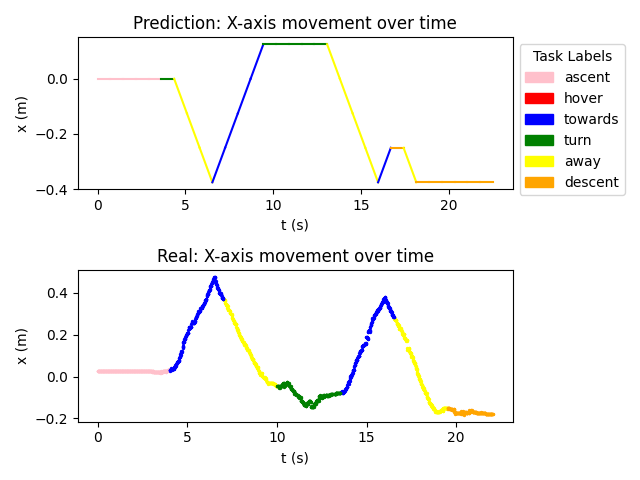 Prediction: X-axis movement over time
0.0
−0.2
−0.4
x (m)
0 5 10 15 20
t (s)
Task Labels
ascent
hover
towards
turn
away
descent
Real: X-axis movement over time
0.4
0.2
0.0
−0.2
x (m)
0 5 10 15 20
t (s)